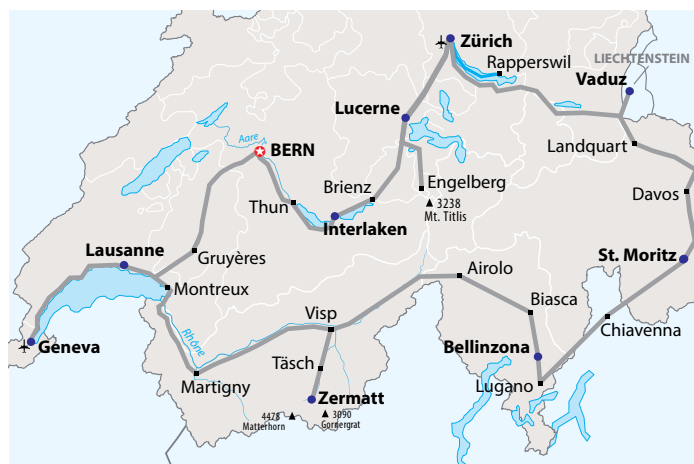 Zürich
Rapperswil
LIECHTENSTEIN
Vaduz
Lucerne
Aare
BERN
Landquart
Brienz
Engelberg
Davos
3238
Mt. Titlis
Thun
Interlaken
Lausanne
Gruyères
St. Moritz
Airolo
Montreux
Biasca
Visp
Chiavenna
Rhône
Geneva
Bellinzona
Täsch
Lugano
Martigny
Zermatt
4478
Matterhorn
3090
Gornergrat